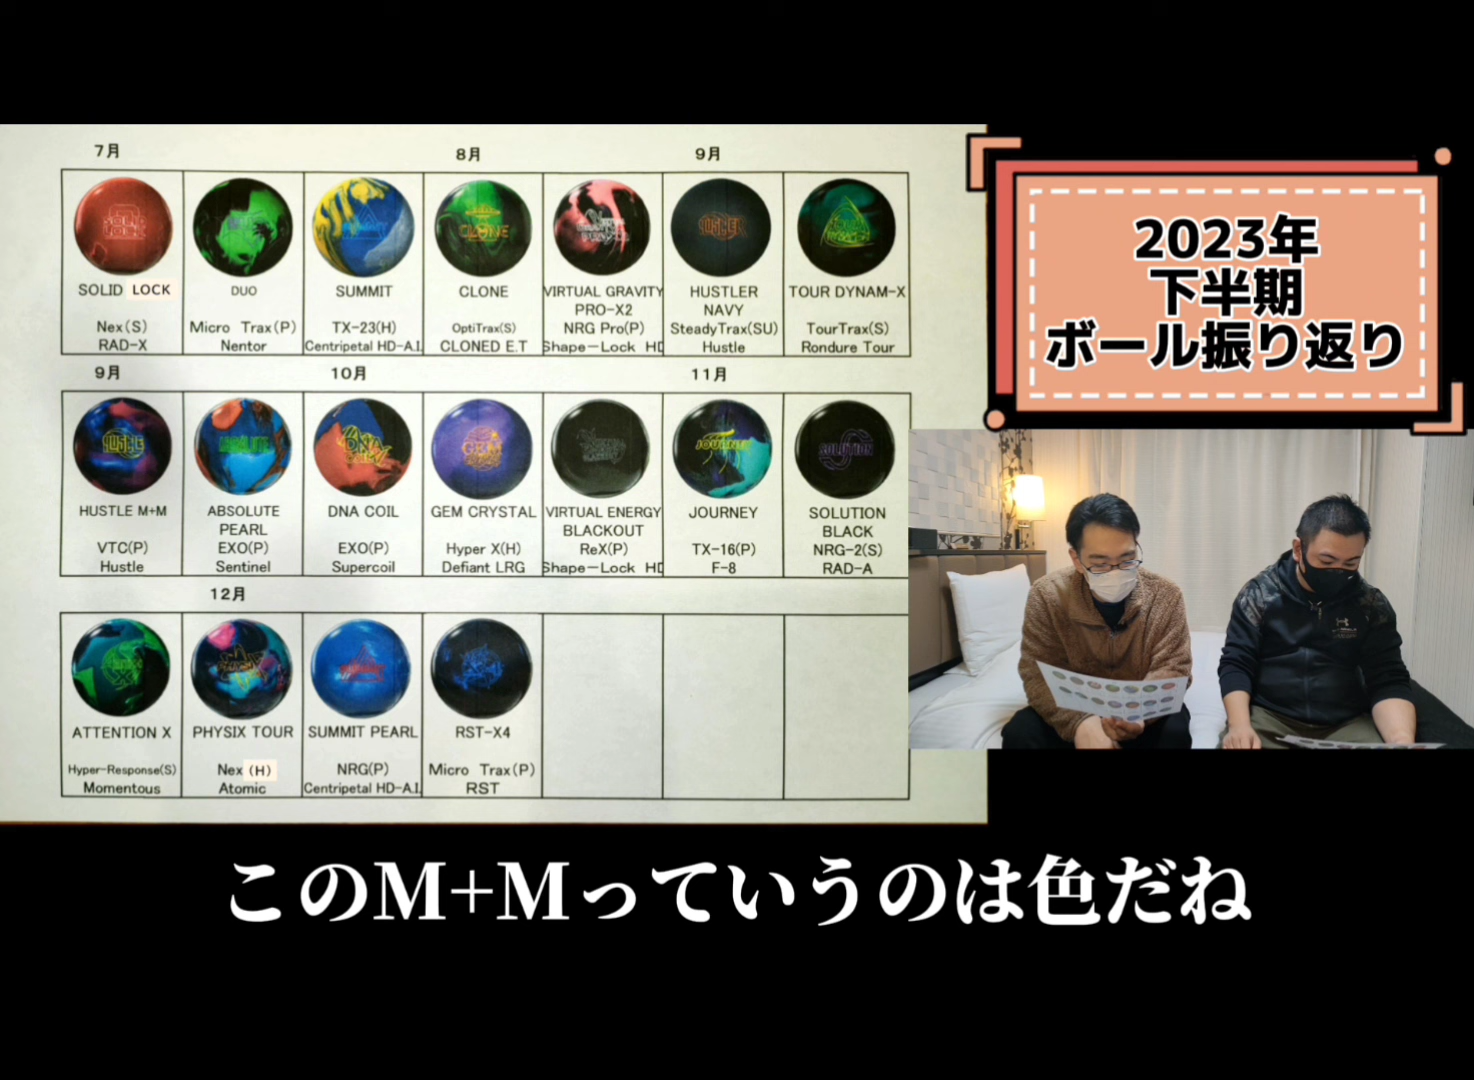 7月
8月
9月
SOLID LOCK
Nex(S)
RAD-X
DUO
Micro Trax(P)
Nentor
SUMMIT
TX-23(H)
Centripetal HD-A.I.
CLONE
OptiTrax(S)
CLONED E.T
VIRTUAL GRAVITY
PRO-X2
NRG Pro(P)
Shape-Lock HD
HUSTLER
NAVY
SteadyTrax(SU)
Hustle
TOUR DYNAM-X
TourTrax(S)
Rondure Tour
9月
10月
11月
HUSTLE M+M
VTC(P)
Hustle
ABSOLUTE
PEARL
EXO(P)
Sentinel
DNA COIL
EXO(P)
Supercoil
GEM CRYSTAL
Hyper X(H)
Defiant LRG
VIRTUAL ENERGY
BLACKOUT
ReX(P)
Shape-Lock HD
JOURNEY
TX-16(P)
F-8
SOLUTION
BLACK
NRG-2(S)
RAD-A
12月
ATTENTION X
Hyper-Response(S)
Momentous
PHYSIX TOUR
Nex (H)
Atomic
SUMMIT PEARL
NRG(P)
Centripetal HD-A.I.
RST-X4
Micro Trax(P)
RST
2023年
下半期
ボール振り返り
このM+Mっていうのは色だね